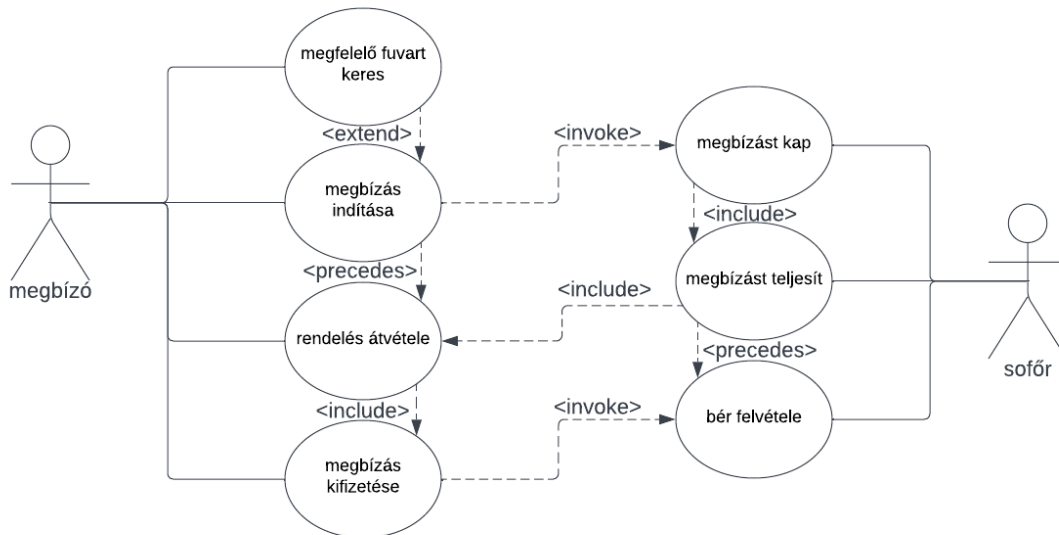 megfelelő fuvart
keres
<extend>
<invoke>
megbízást kap
megbízás
indítása
<include>
<precedes>
megbízó
megbízást teljesít
<include>
rendelés átvétele
<precedes>
sofőr
<include>
<invoke>
bér felvétele
megbízás
kifizetése